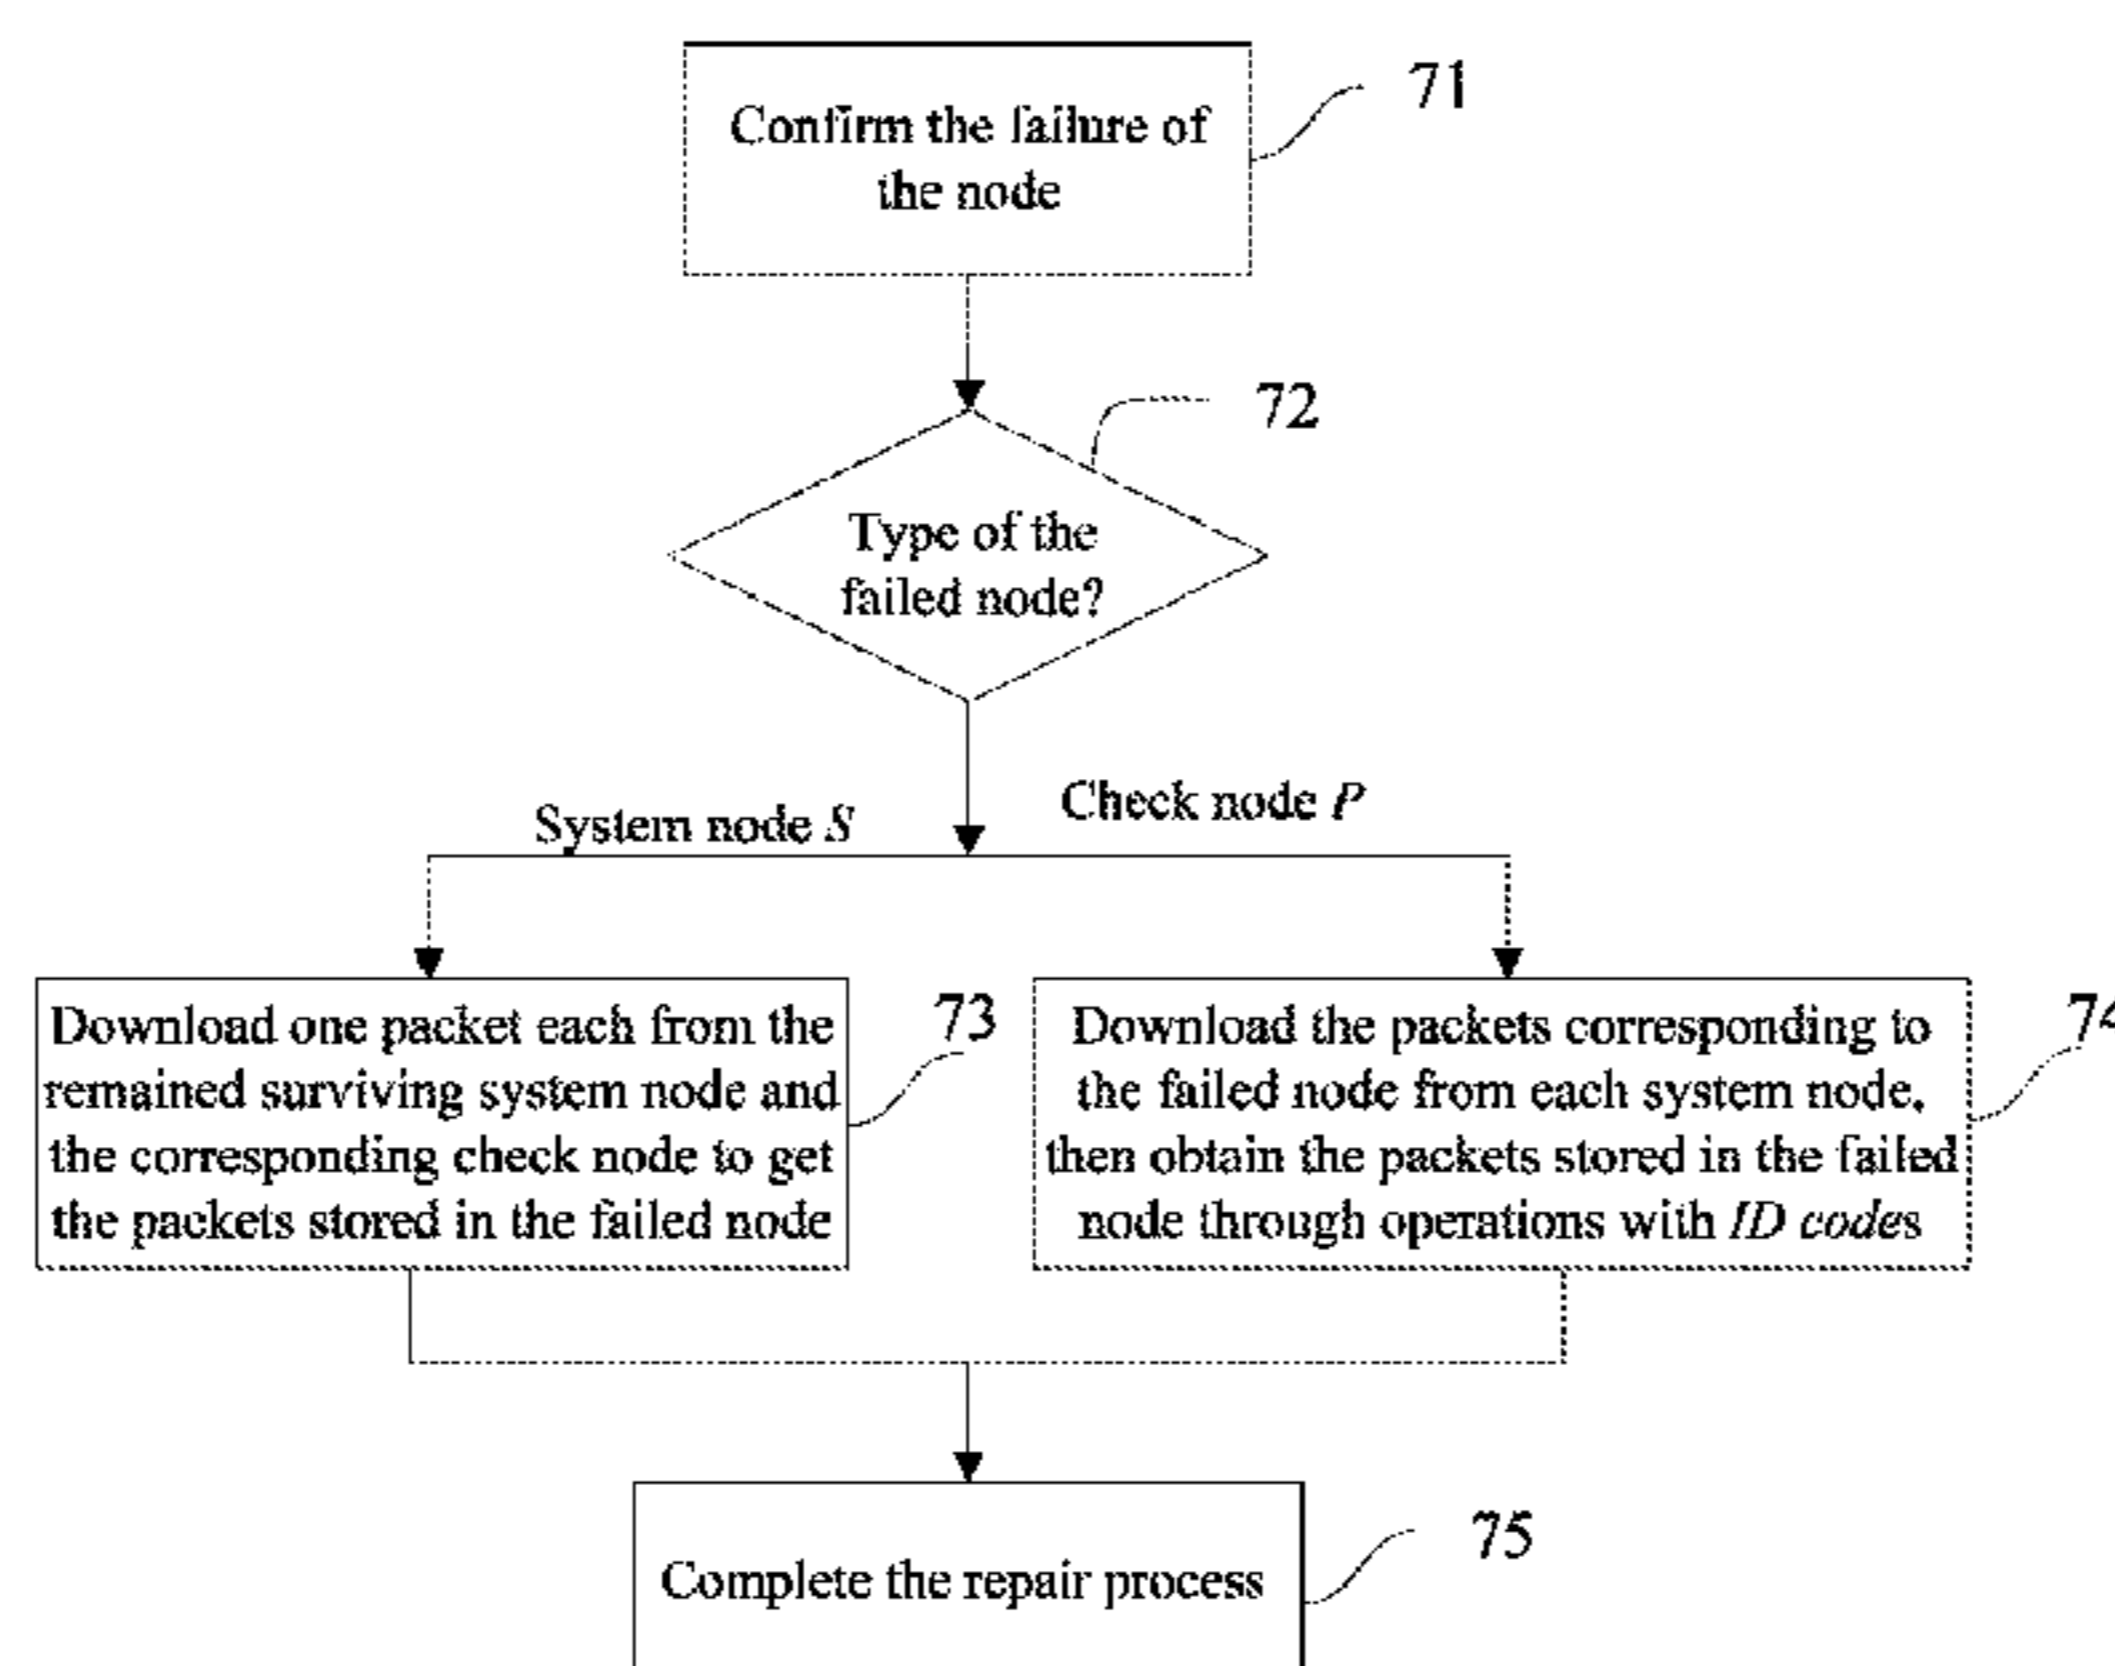 Confirm the failure of
the node
71
72
Type of the
failed node?
System node S
Check node P
Download one packet each from the
remained surviving system node and
the corresponding check node to get
the packets stored in the failed node
73
Download the packets corresponding to
the failed node from each system node,
then obtain the packets stored in the failed
node through operations with ID codes
74
Complete the repair process
75